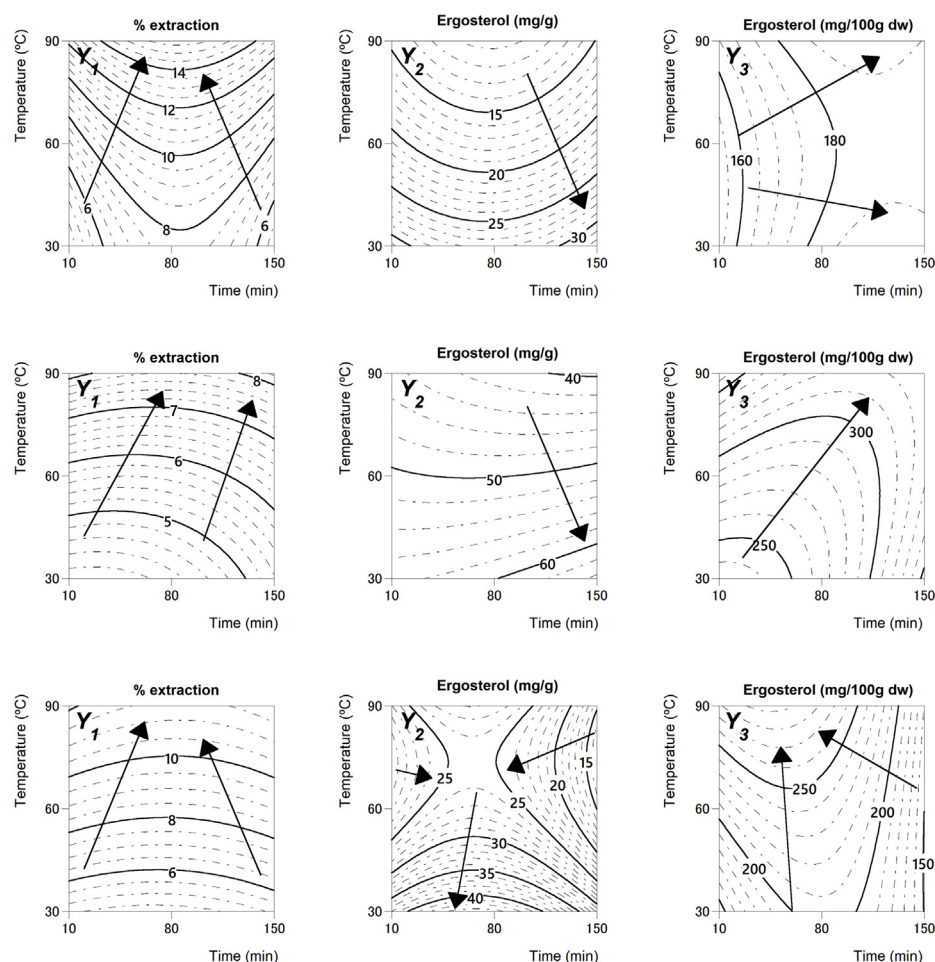 % extraction
Ergosterol (mg/g)
Ergosterol (mg/100g dw)
Temperature (ºC)
90
60
30
Y1
14
12
10
8
6
6
10
80
150
Time (min)
Temperature (ºC)
90
60
30
Y2
15
20
25
30
10
80
150
Time (min)
Temperature (ºC)
90
60
30
Y3
160
180
10
80
150
Time (min)
% extraction
Ergosterol (mg/g)
Ergosterol (mg/100g dw)
Temperature (ºC)
90
60
30
Y1
8
7
6
5
10
80
150
Time (min)
Temperature (ºC)
90
60
30
Y2
40
50
60
10
80
150
Time (min)
Temperature (ºC)
90
60
30
Y3
300
250
10
80
150
Time (min)
% extraction
Ergosterol (mg/g)
Ergosterol (mg/100g dw)
Temperature (ºC)
90
60
30
Y1
10
8
6
10
80
150
Time (min)
Temperature (ºC)
90
60
30
Y2
25
15
20
25
30
35
40
10
80
150
Time (min)
Temperature (ºC)
90
60
30
Y3
250
200
200
150
10
80
150
Time (min)